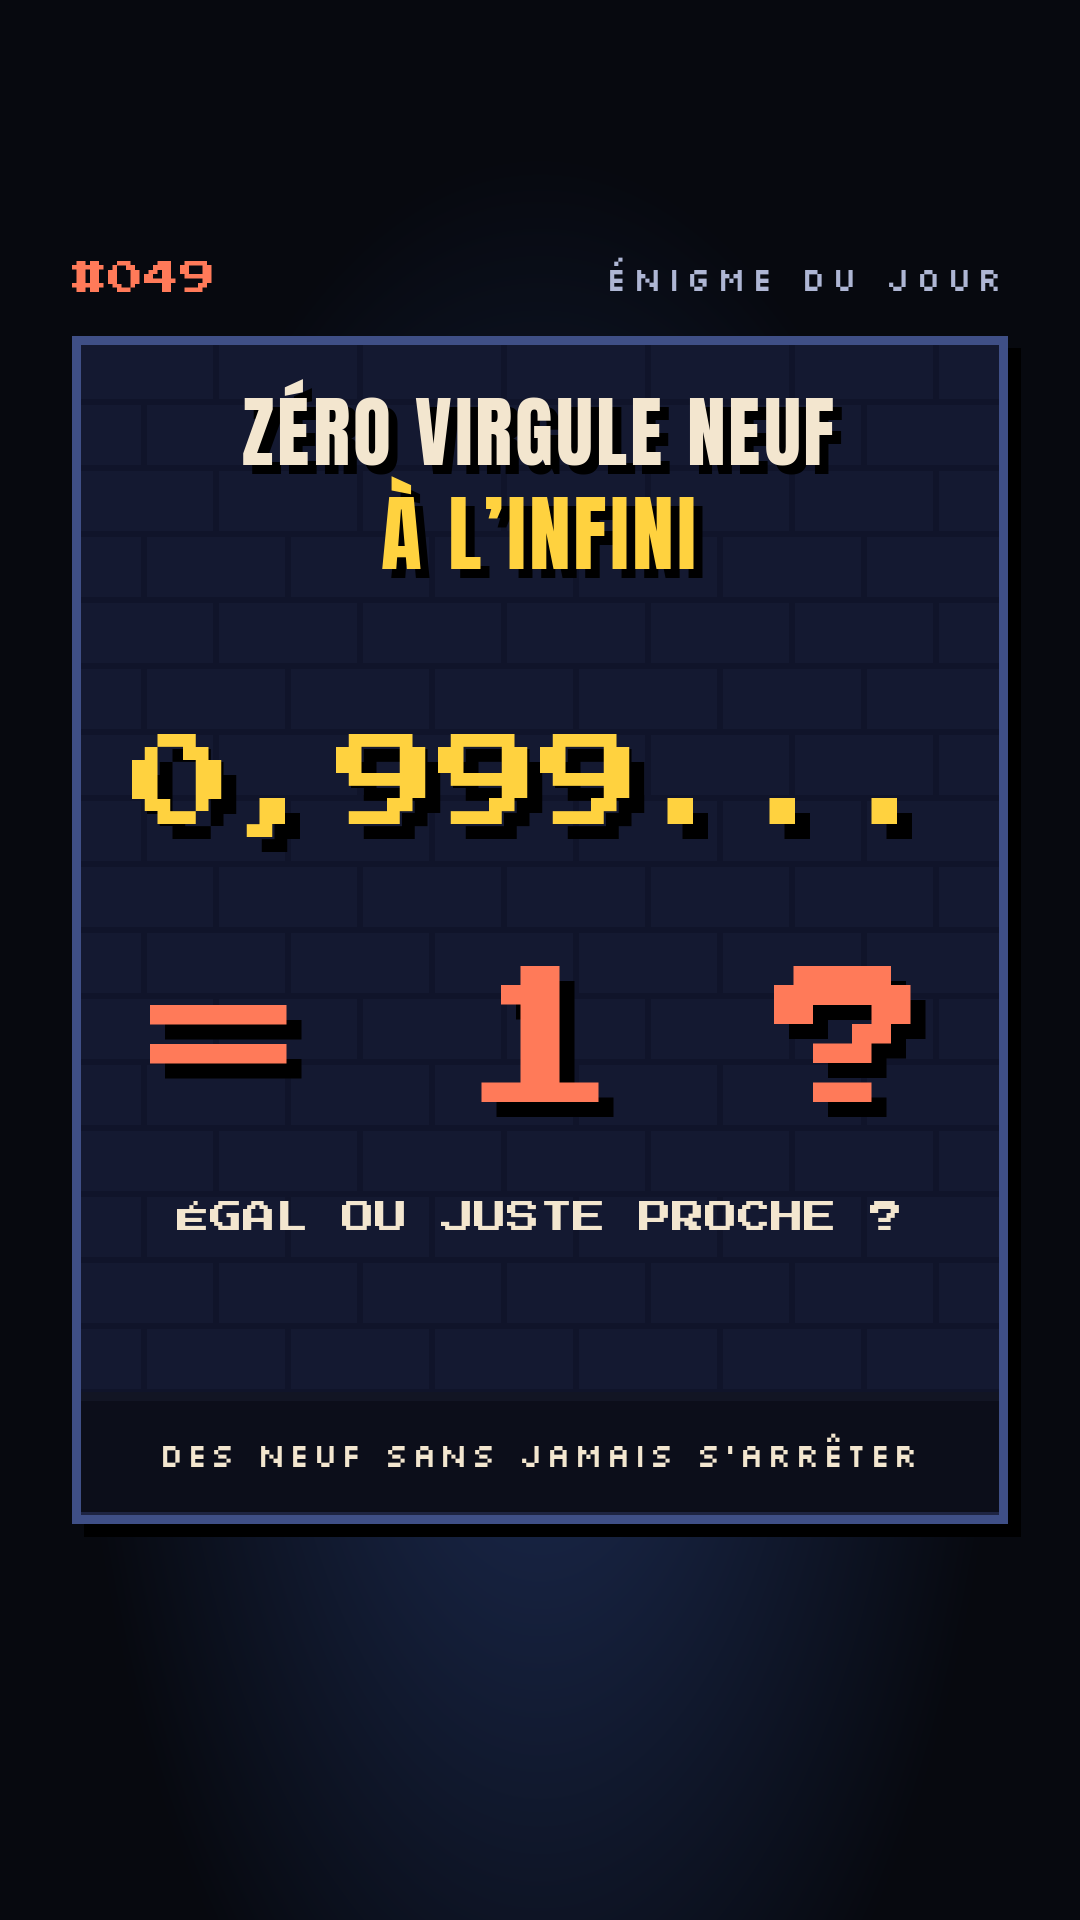 #049
ÉNIGME DU JOUR
ZÉRO VIRGULE NEUF
À L’INFINI
0,999...
= 1 ?
ÉGAL OU JUSTE PROCHE ?
DES NEUF SANS JAMAIS S'ARRÊTER